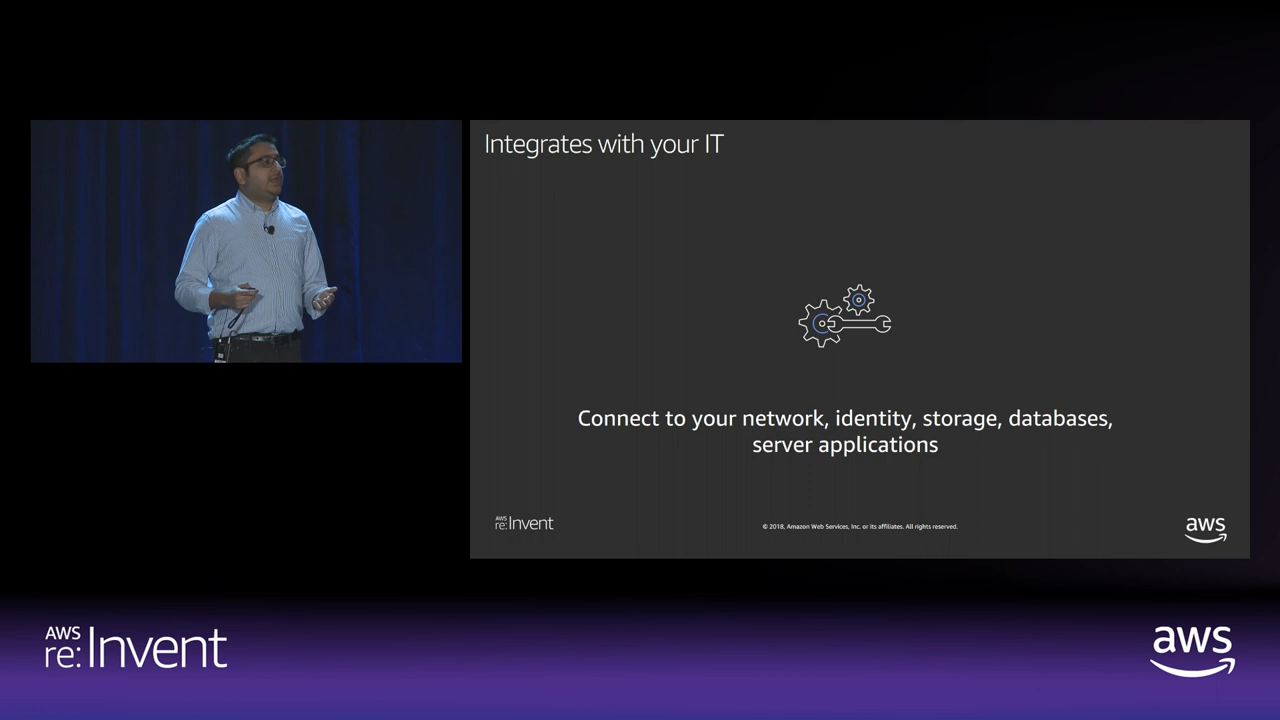 Integrates with your IT
Connect to your network, identity, storage, databases,
server applications
AWS
re:Invent
© 2018, Amazon Web Services, Inc. or its affiliates. All rights reserved.
aws
AWS
re:Invent
aws